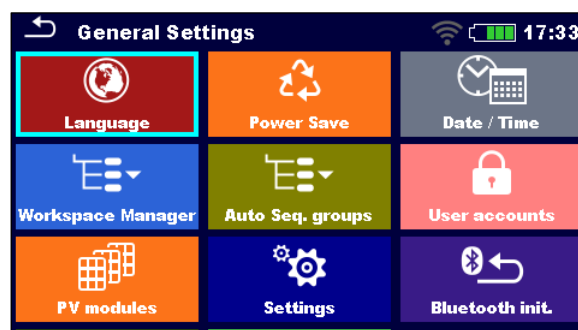 General Settings 17:33
Language Power Save Date / Time
Workspace Manager Auto Seq. groups User accounts
PV modules Settings Bluetooth init.